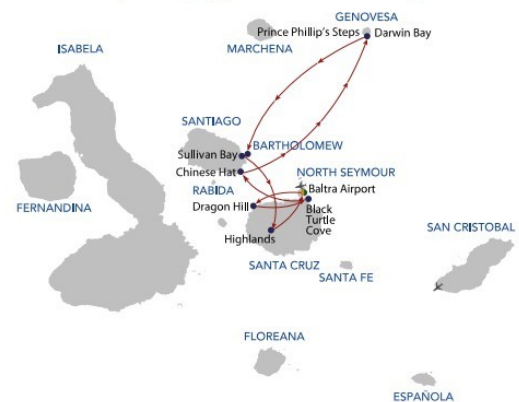 GENOVESA
Prince Phillip's Steps
Darwin Bay
ISABELA
MARCHENA
SANTIAGO
BARTHOLOMEW
Sullivan Bay
Chinese Hat
NORTH SEYMOUR
RABIDA
Baltra Airport
FERNANDINA
Dragon Hill
Black
Turtle
Cove
Highlands
SAN CRISTOBAL
SANTA CRUZ
SANTA FE
FLOREANA
ESPAÑOLA